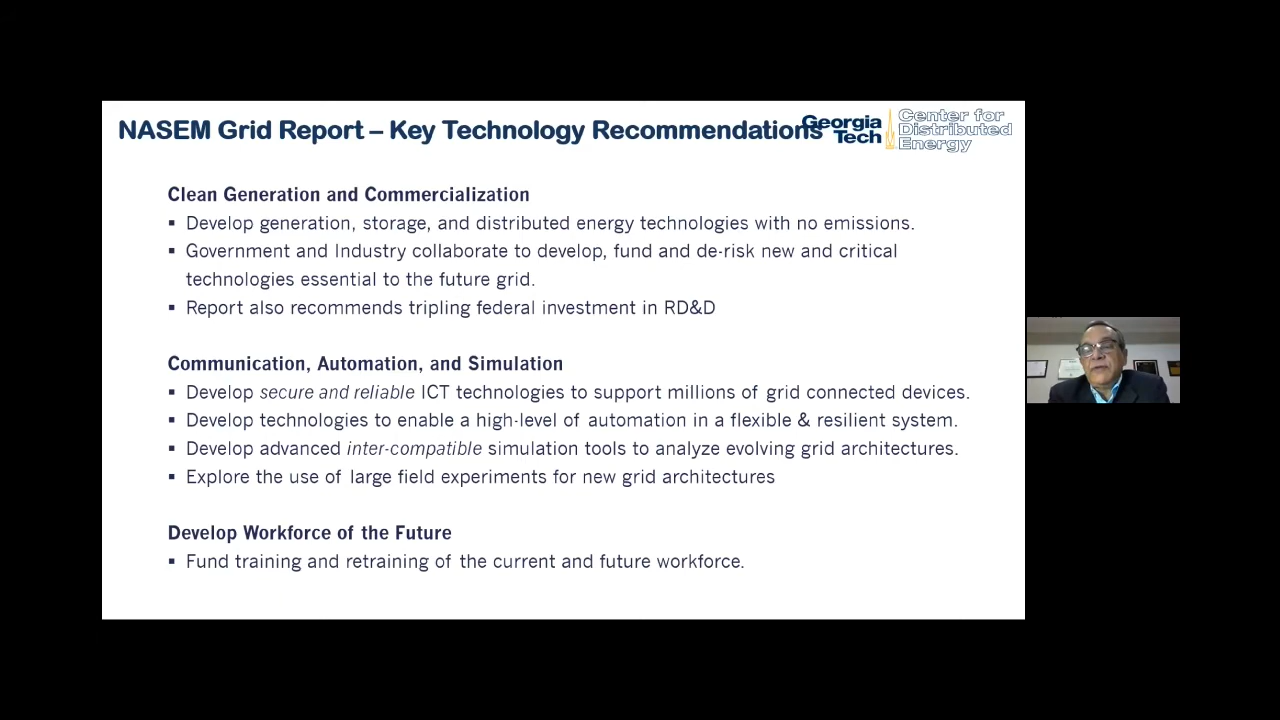 NASEM Grid Report – Key Technology Recommendations
Georgia Tech
Center for Distributed Energy
Clean Generation and Commercialization
▪ Develop generation, storage, and distributed energy technologies with no emissions.
▪ Government and Industry collaborate to develop, fund and de-risk new and critical
technologies essential to the future grid.
▪ Report also recommends tripling federal investment in RD&D
Communication, Automation, and Simulation
▪ Develop secure and reliable ICT technologies to support millions of grid connected devices.
▪ Develop technologies to enable a high-level of automation in a flexible & resilient system.
▪ Develop advanced inter-compatible simulation tools to analyze evolving grid architectures.
▪ Explore the use of large field experiments for new grid architectures
Develop Workforce of the Future
▪ Fund training and retraining of the current and future workforce.